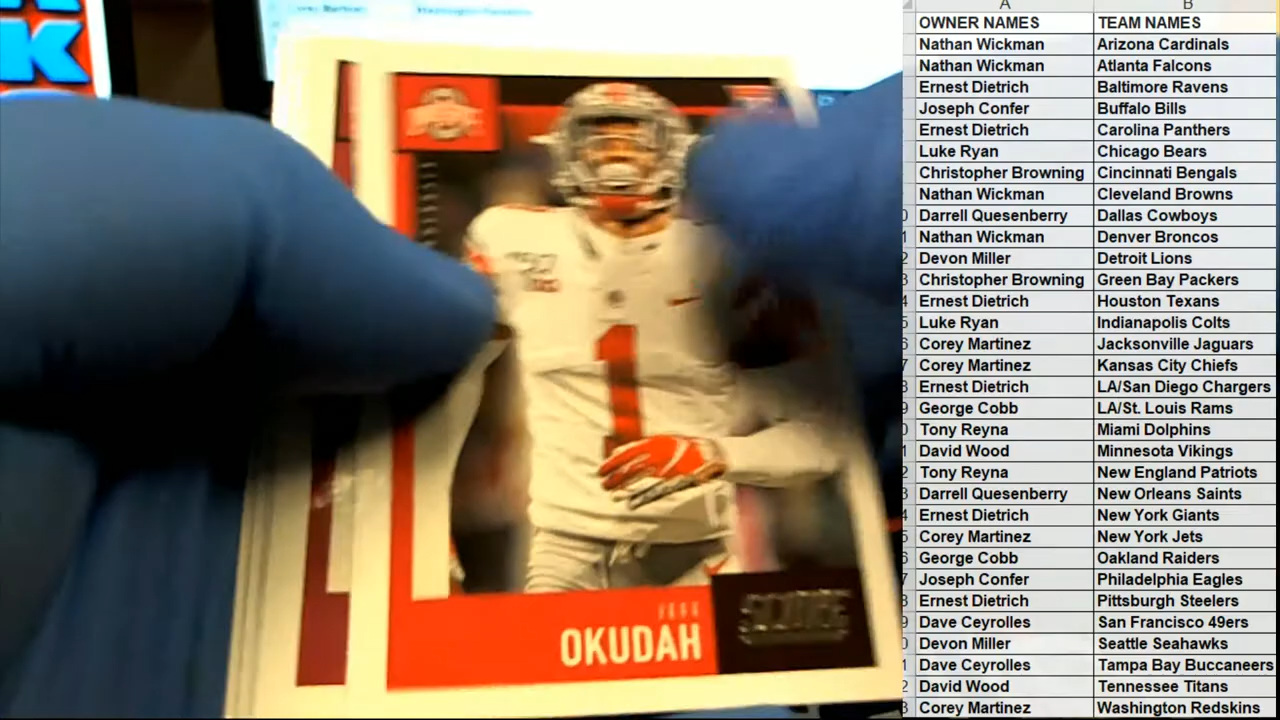 K
A
B
OWNER NAMES TEAM NAMES
Nathan Wickman Arizona Cardinals
Nathan Wickman Atlanta Falcons
Ernest Dietrich Baltimore Ravens
Joseph Confer Buffalo Bills
Ernest Dietrich Carolina Panthers
Luke Ryan Chicago Bears
Christopher Browning Cincinnati Bengals
Nathan Wickman Cleveland Browns
Darrell Quesenberry Dallas Cowboys
Nathan Wickman Denver Broncos
Devon Miller Detroit Lions
Christopher Browning Green Bay Packers
Ernest Dietrich Houston Texans
Luke Ryan Indianapolis Colts
Corey Martinez Jacksonville Jaguars
Corey Martinez Kansas City Chiefs
Ernest Dietrich LA/San Diego Chargers
George Cobb LA/St. Louis Rams
Tony Reyna Miami Dolphins
David Wood Minnesota Vikings
Tony Reyna New England Patriots
Darrell Quesenberry New Orleans Saints
Ernest Dietrich New York Giants
Corey Martinez New York Jets
George Cobb Oakland Raiders
Joseph Confer Philadelphia Eagles
Ernest Dietrich Pittsburgh Steelers
Dave Ceyrolles San Francisco 49ers
Devon Miller Seattle Seahawks
Dave Ceyrolles Tampa Bay Buccaneers
David Wood Tennessee Titans
Corey Martinez Washington Redskins
1
JEFF
OKUDAH
SCORE